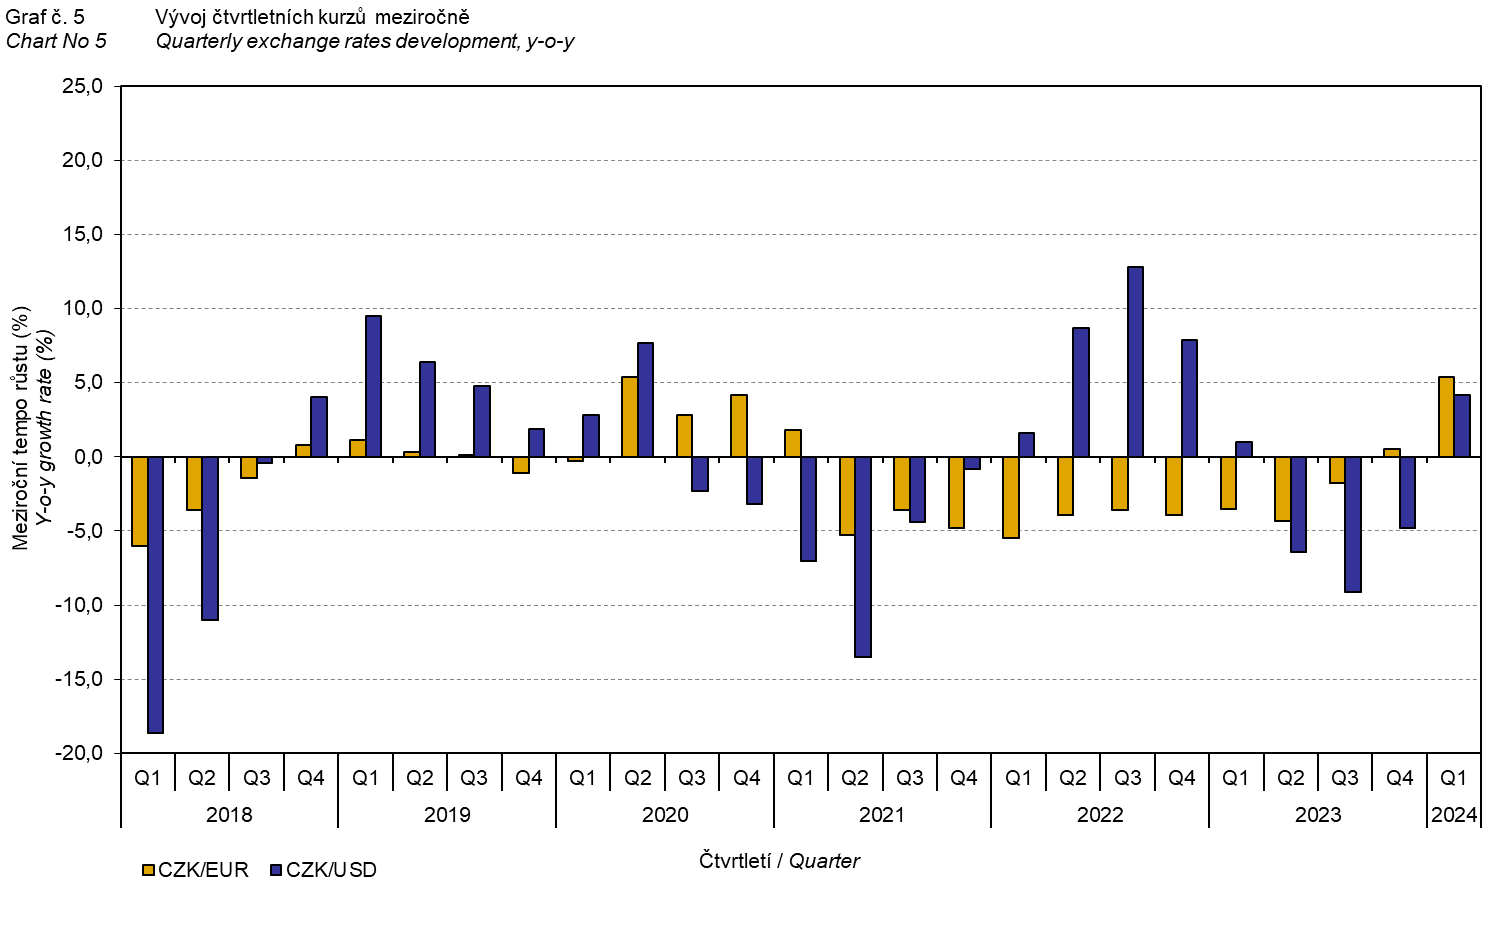 Graf č. 5 Vývoj čtvrtletních kurzů meziročně
Chart No 5 Quarterly exchange rates development, y-o-y
Meziroční tempo růstu (%)
Y-o-y growth rate (%)
25,0
20,0
15,0
10,0
5,0
0,0
-5,0
-10,0
-15,0
-20,0
Q1 Q2 Q3 Q4 Q1 Q2 Q3 Q4 Q1 Q2 Q3 Q4 Q1 Q2 Q3 Q4 Q1 Q2 Q3 Q4 Q1 Q2 Q3 Q4 Q1
2018 2019 2020 2021 2022 2023 2024
Čtvrtletí / Quarter
CZK/EUR CZK/USD